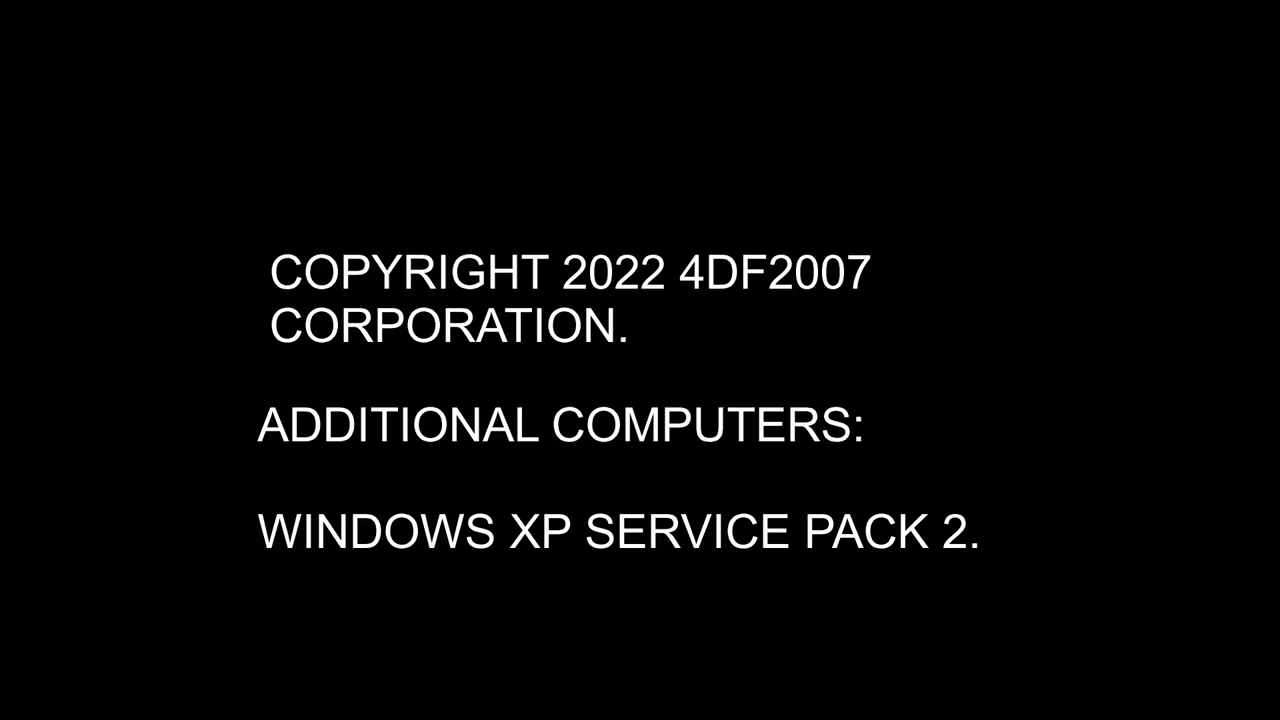 COPYRIGHT 2022 4DF2007
CORPORATION.
ADDITIONAL COMPUTERS:
WINDOWS XP SERVICE PACK 2.